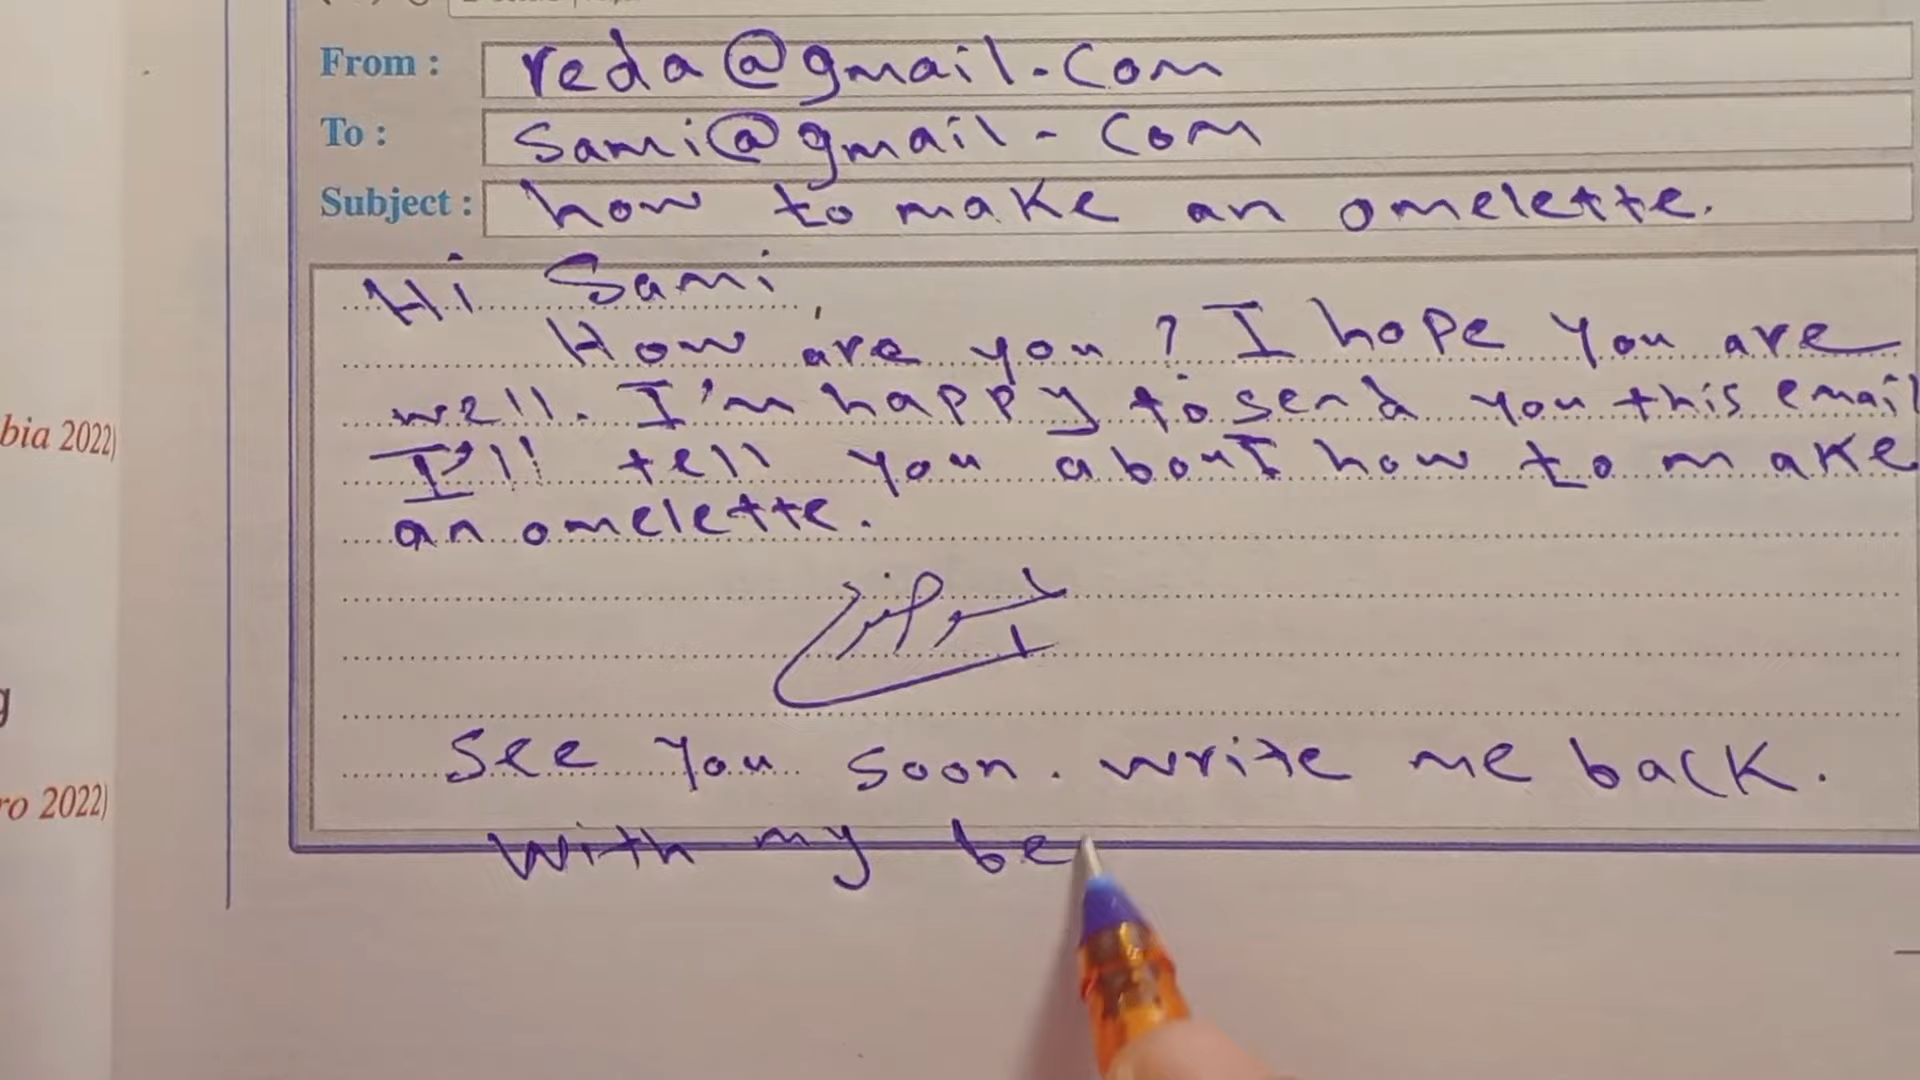 From : reda@gmail.com
To : sami@gmail.com
Subject : how to make an omelette.
Hi Sami,
How are you? I hope you are
well. I'm happy to send you this email
I'll tell you about how to make
an omelette.
See you soon. write me back.
with my be
bia 2022)
ro 2022)